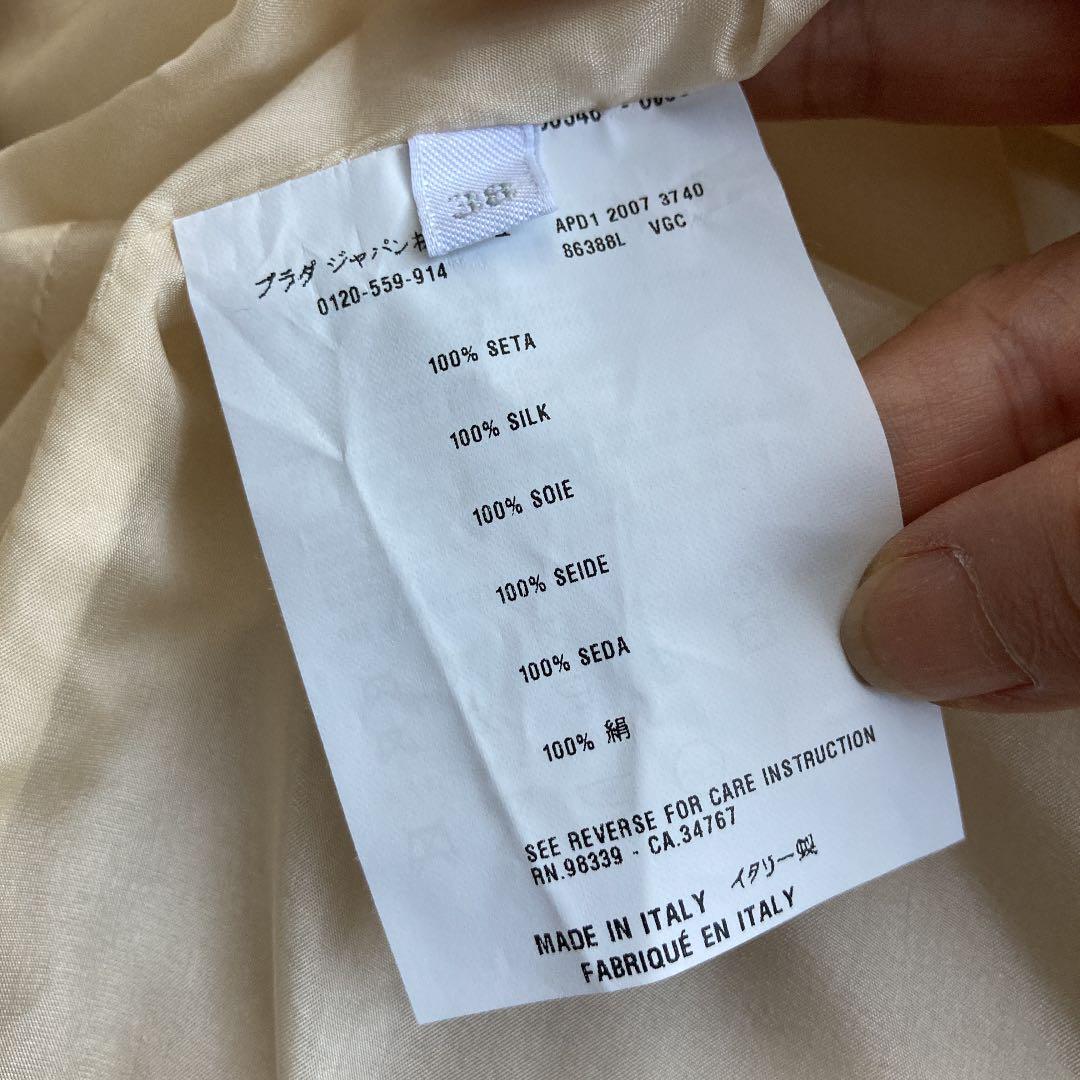 38
APD1 2007 3740
86388L VGC
プラダ ジャパン
0120-559-914
100% SETA
100% SILK
100% SOIE
100% SEIDE
100% SEDA
100% 絹
SEE REVERSE FOR CARE INSTRUCTION
RN.98339 - CA.34767
MADE IN ITALY イタリー製
FABRIQUÉ EN ITALY